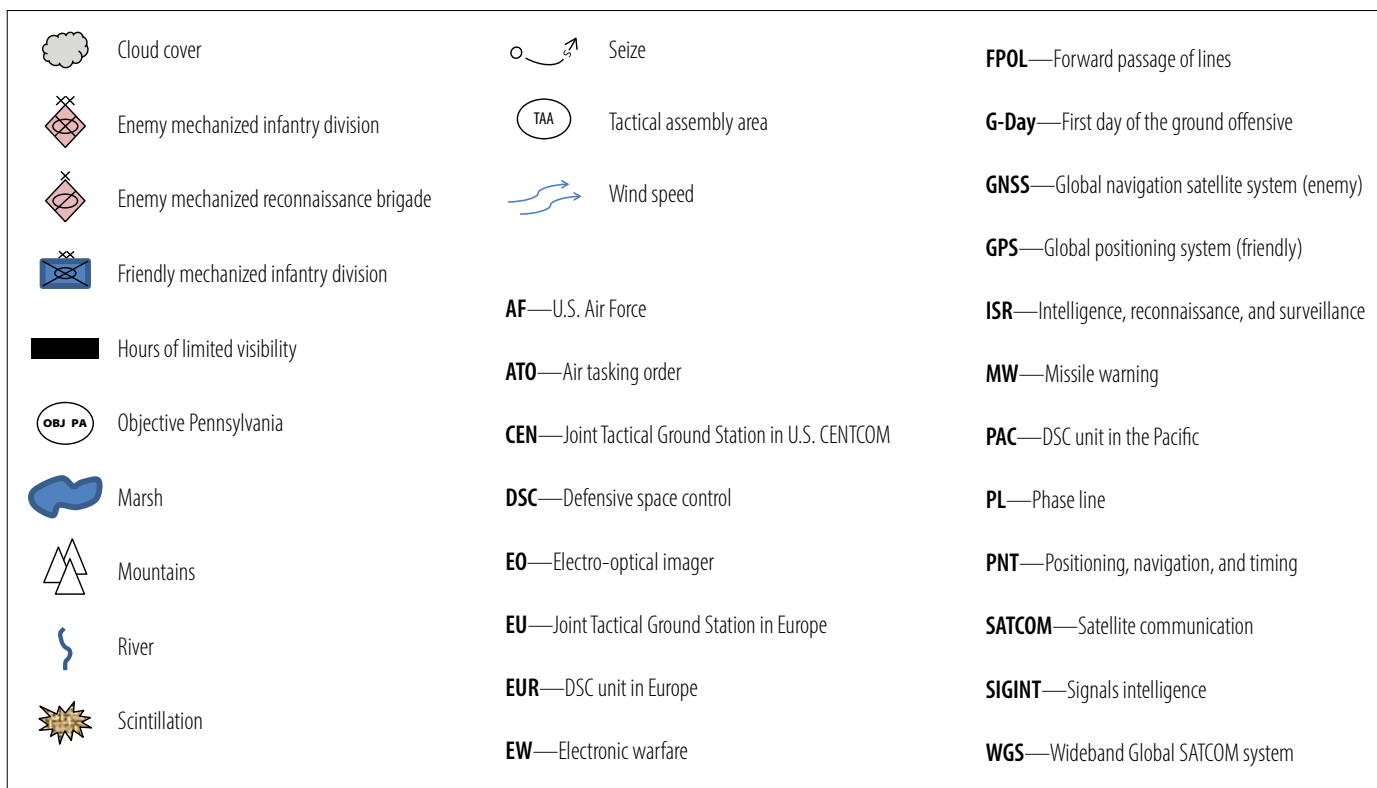 Cloud cover
Enemy mechanized infantry division
Enemy mechanized reconnaissance brigade
Friendly mechanized infantry division
Hours of limited visibility
OBJ PA
Objective Pennsylvania
Marsh
Mountains
River
Scintillation
S
Seize
TAA
Tactical assembly area
Wind speed
AF—U.S. Air Force
ATO—Air tasking order
CEN—Joint Tactical Ground Station in U.S. CENTCOM
DSC—Defensive space control
EO—Electro-optical imager
EU—Joint Tactical Ground Station in Europe
EUR—DSC unit in Europe
EW—Electronic warfare
FPOL—Forward passage of lines
G-Day—First day of the ground offensive
GNSS—Global navigation satellite system (enemy)
GPS—Global positioning system (friendly)
ISR—Intelligence, reconnaissance, and surveillance
MW—Missile warning
PAC—DSC unit in the Pacific
PL—Phase line
PNT—Positioning, navigation, and timing
SATCOM—Satellite communication
SIGINT—Signals intelligence
WGS—Wideband Global SATCOM system